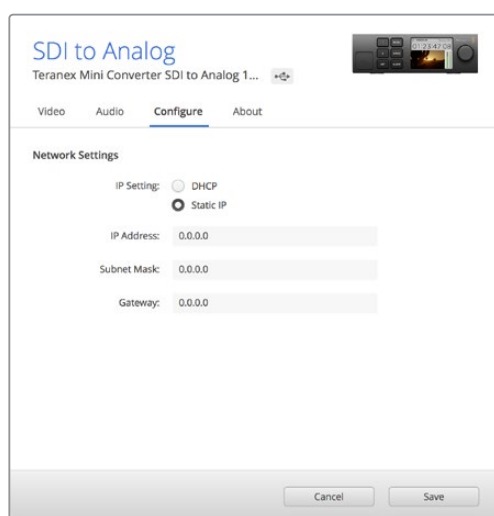 SDI to Analog
Teranex Mini Converter SDI to Analog 1...
Video Audio Configure About
Network Settings
IP Setting: DHCP
Static IP
IP Address: 0.0.0.0
Subnet Mask: 0.0.0.0
Gateway: 0.0.0.0
Cancel Save